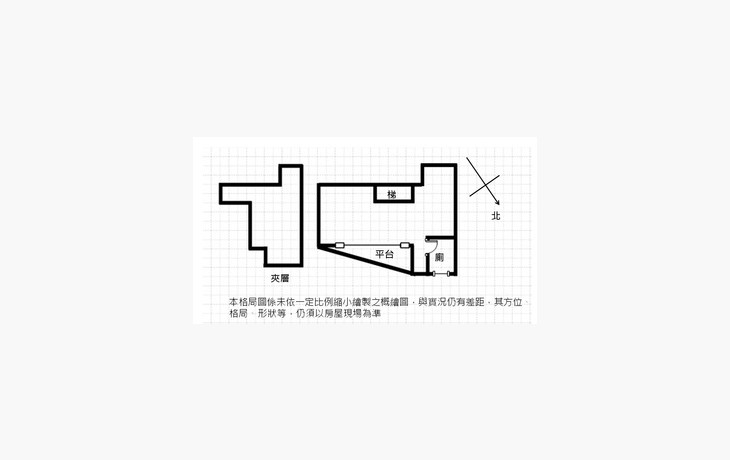 梯
北
平台
廁
夾層
本格局圖係未依一定比例縮小繪製之概繪圖，與實況仍有差距，其方位、
格局、形狀等，仍須以房屋現場為準